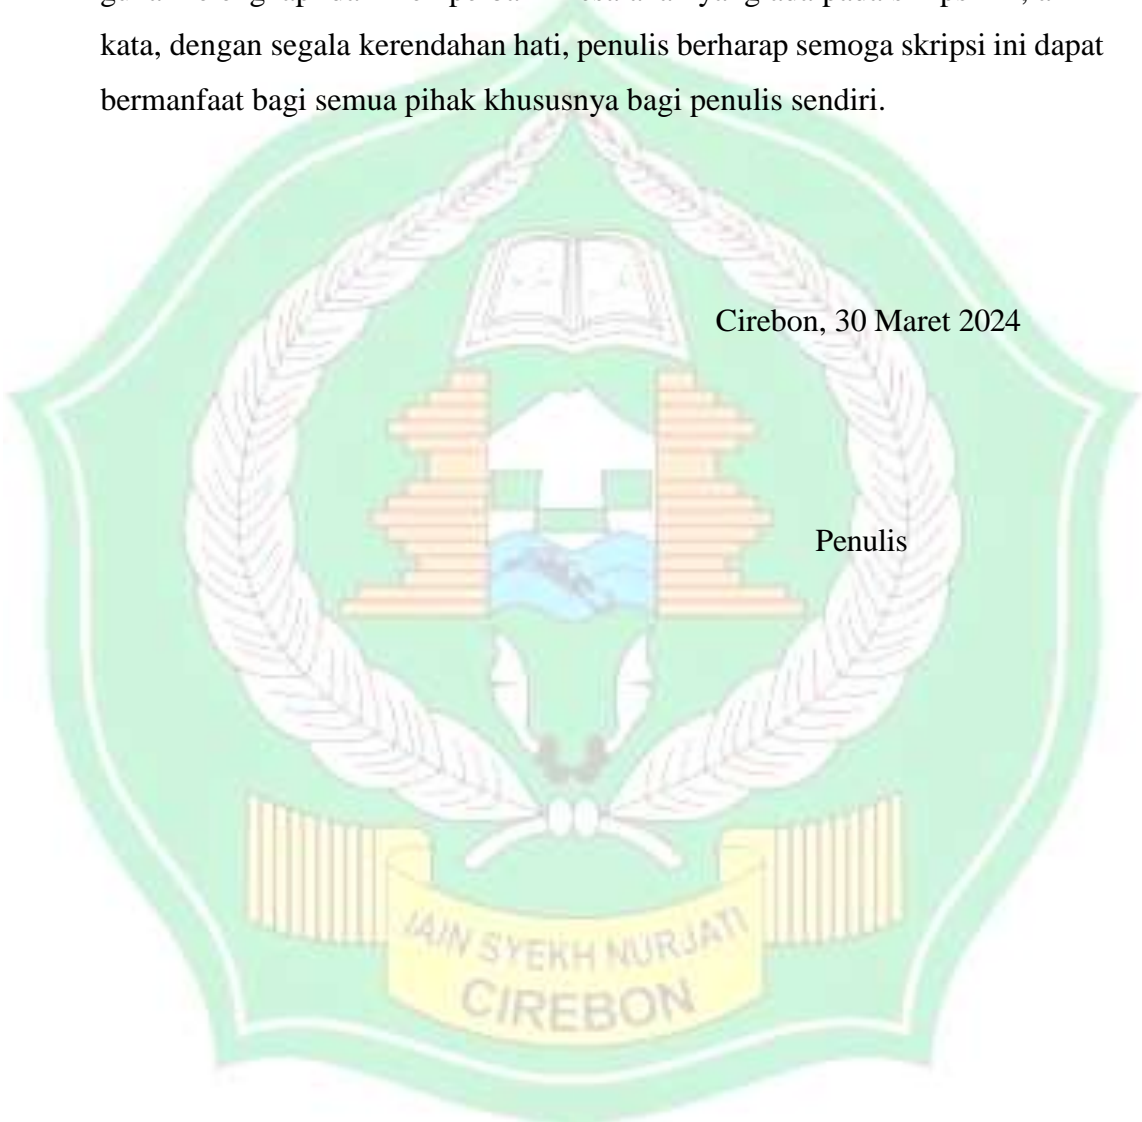 kata, dengan segala kerendahan hati, penulis berharap semoga skripsi ini dapat
bermanfaat bagi semua pihak khususnya bagi penulis sendiri.
Cirebon, 30 Maret 2024
Penulis
IAIN SYEKH NURJATI
CIREBON